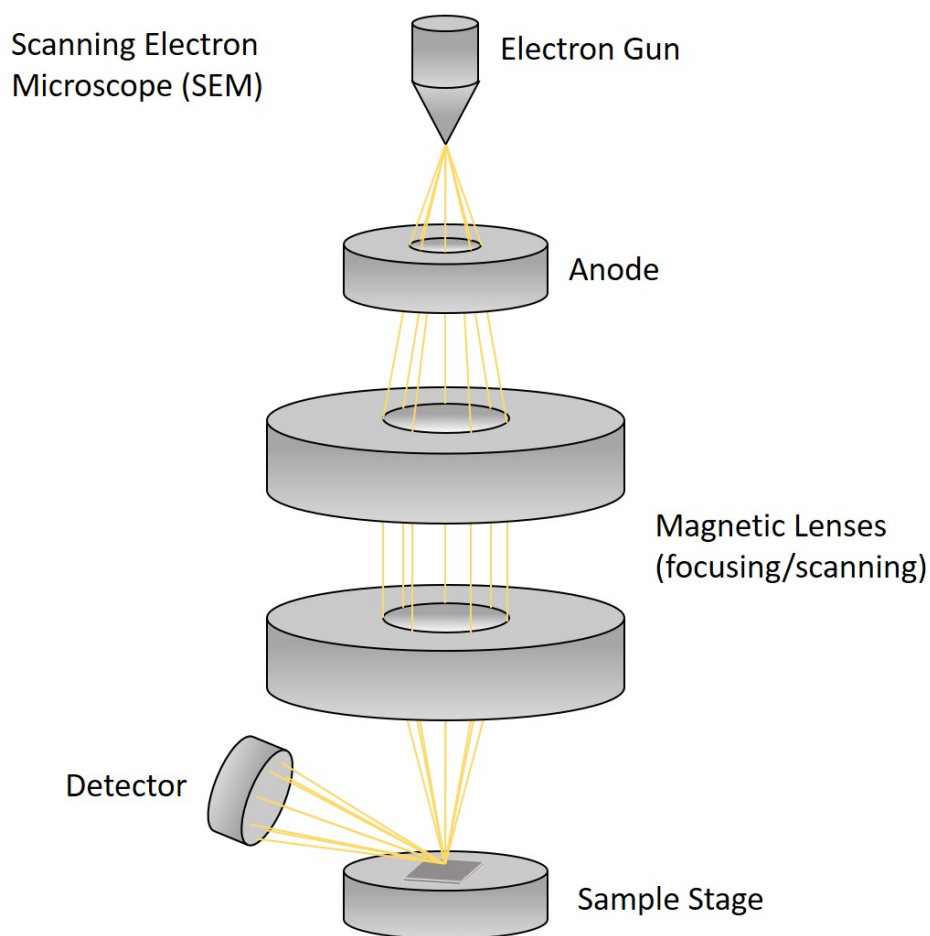 Scanning Electron
Microscope (SEM)
Electron Gun
Anode
Magnetic Lenses
(focusing/scanning)
Detector
Sample Stage